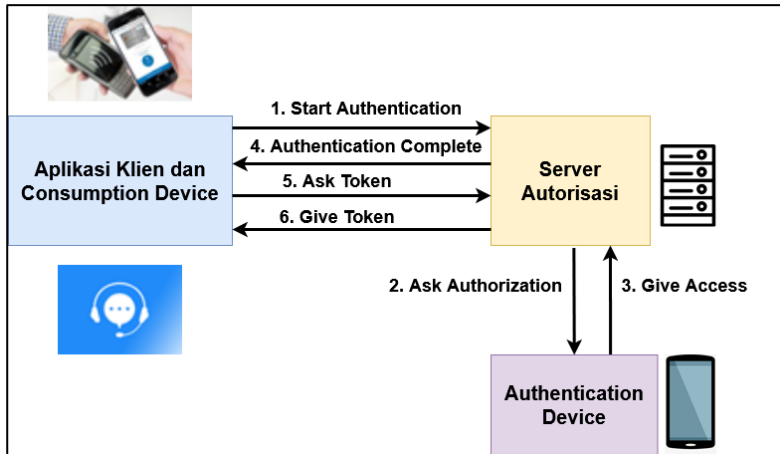 1. Start Authentication
4. Authentication Complete
5. Ask Token
6. Give Token
Aplikasi Klien dan
Consumption Device
Server
Autorisasi
2. Ask Authorization
3. Give Access
Authentication
Device